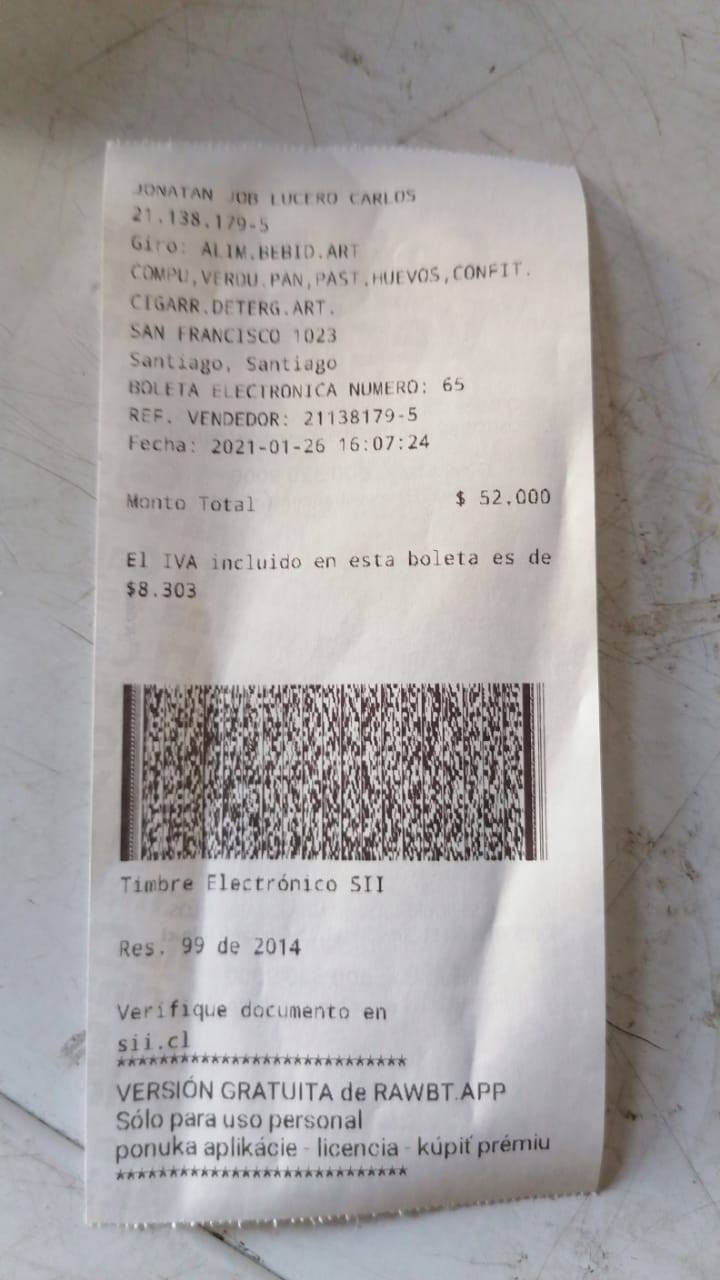 JONATAN JOB LUCERO CARLOS
21.138.179-5
Giro: ALIM.BEBID.ART
COMPU,VERDU.PAN,PAST,HUEVOS,CONFIT.
CIGARR.DETERG.ART.
SAN FRANCISCO 1023
Santiago, Santiago
BOLETA ELECTRONICA NUMERO: 65
REF. VENDEDOR: 21138179-5
Fecha: 2021-01-26 16:07:24
Monto Total $ 52.000
El IVA incluido en esta boleta es de
$8.303
Timbre Electrónico SII
Res. 99 de 2014
Verifique documento en
sii.cl
***************************
VERSIÓN GRATUITA de RAWBT.APP
Sólo para uso personal
ponuka aplikácie - licencia - kúpiť prémiu
***************************